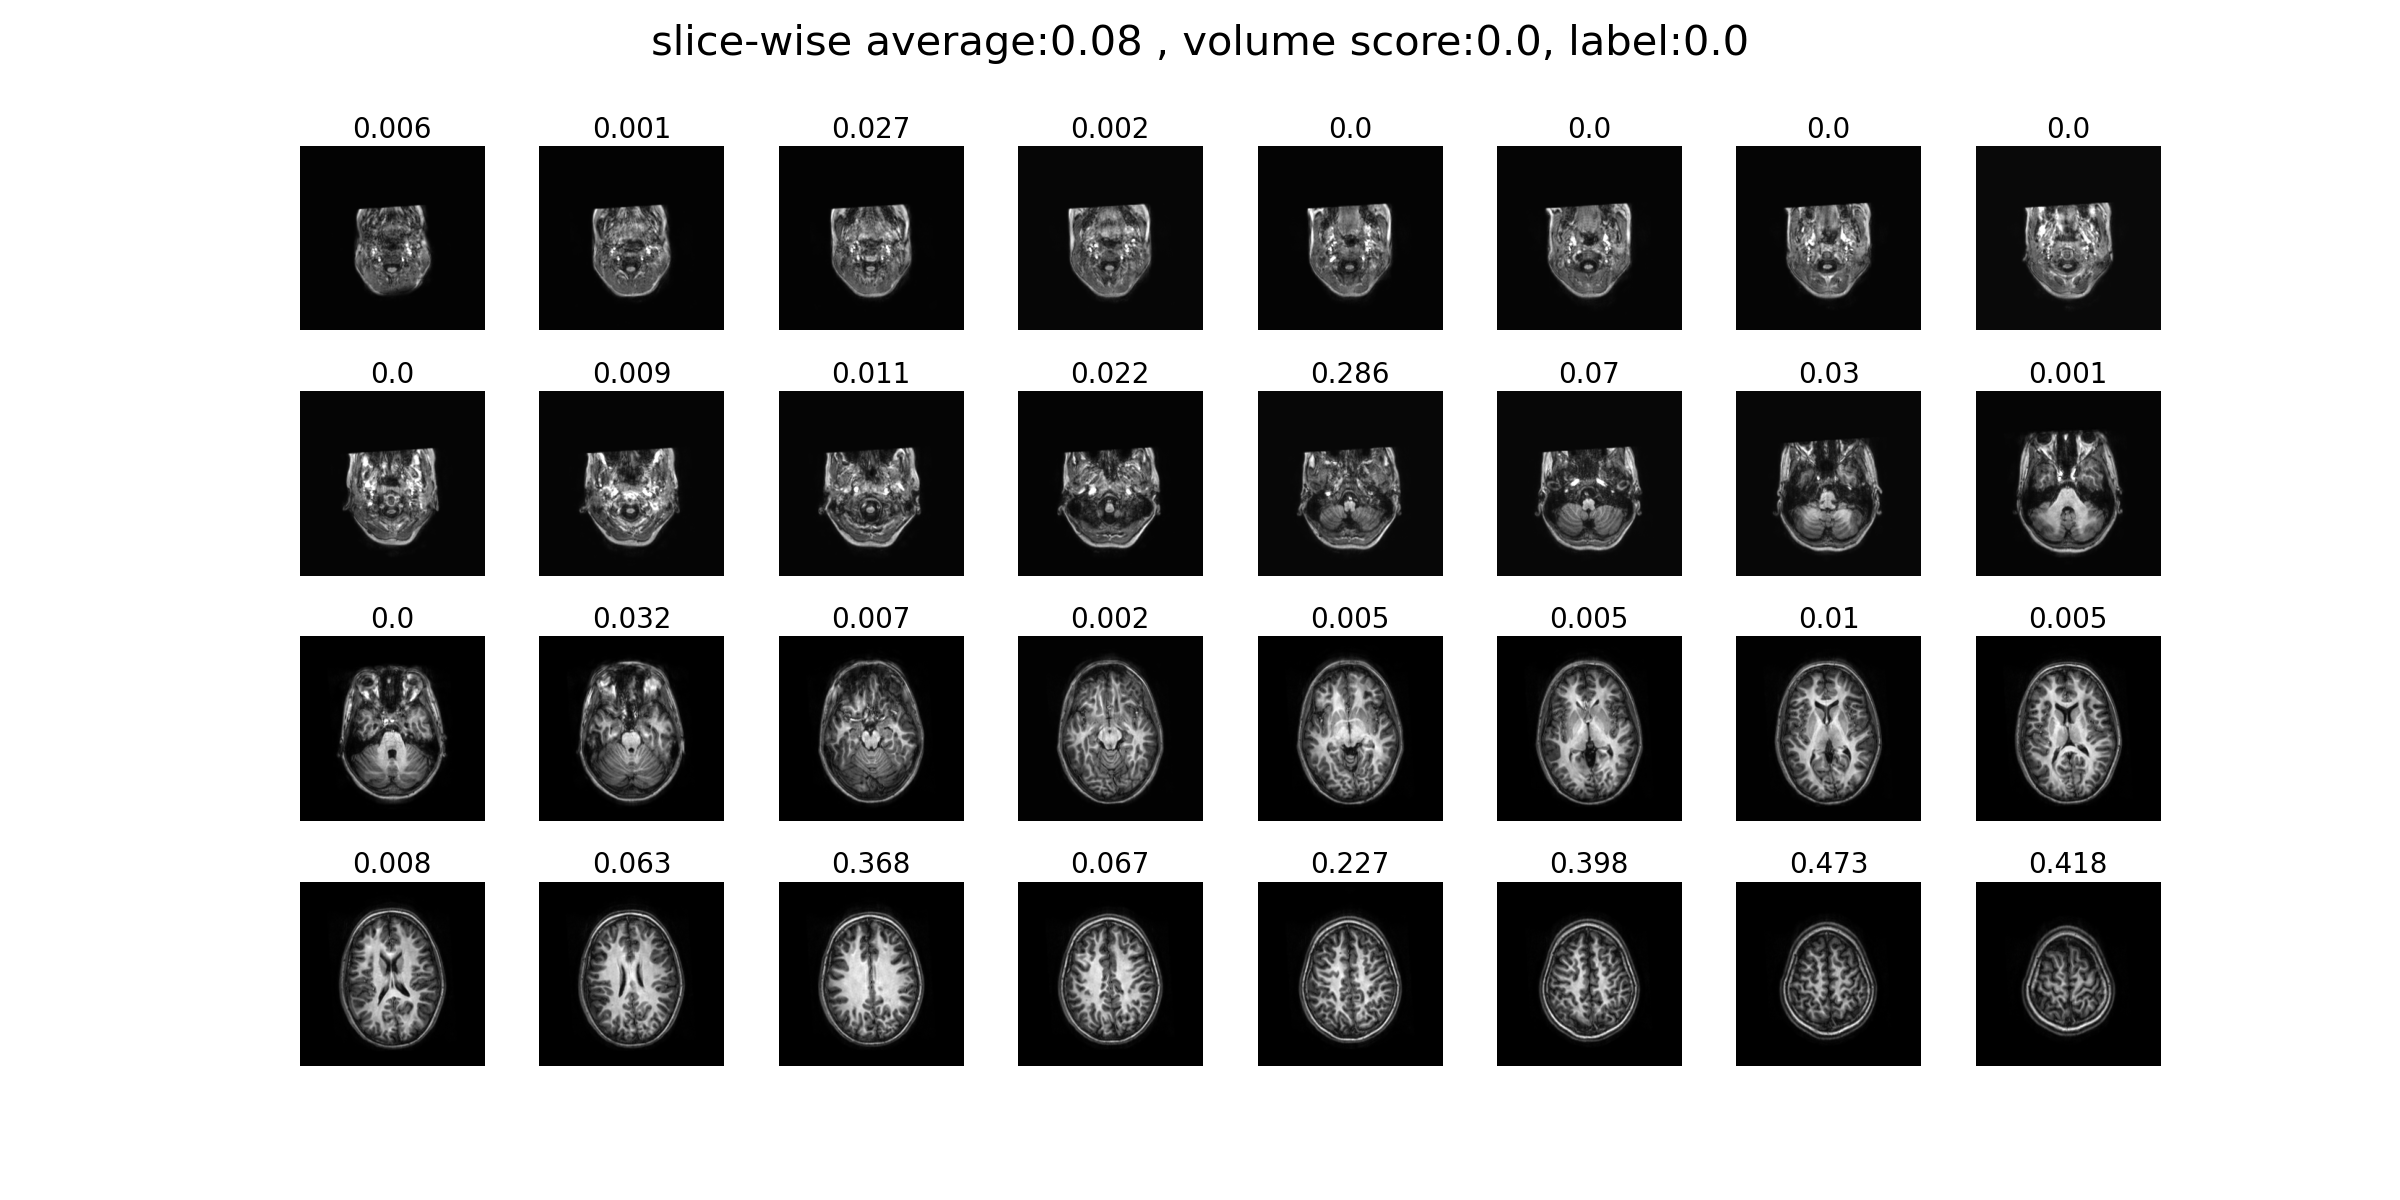 slice-wise average:0.08 , volume score:0.0, label:0.0
0.006 0.001 0.027 0.002 0.0 0.0 0.0 0.0
0.0 0.009 0.011 0.022 0.286 0.07 0.03 0.001
0.0 0.032 0.007 0.002 0.005 0.005 0.01 0.005
0.008 0.063 0.368 0.067 0.227 0.398 0.473 0.418